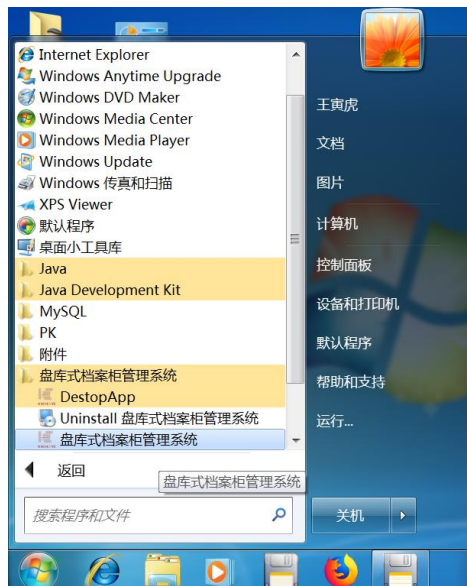 Internet Explorer
Windows Anytime Upgrade
Windows DVD Maker
Windows Media Center
Windows Media Player
Windows Update
Windows 传真和扫描
XPS Viewer
默认程序
桌面小工具库
Java
Java Development Kit
MySQL
PK
附件
盘库式档案柜管理系统
DestopApp
Uninstall 盘库式档案柜管理系统
盘库式档案柜管理系统
返回
盘库式档案柜管理系统
搜索程序和文件
王寅虎
文档
图片
计算机
控制面板
设备和打印机
默认程序
帮助和支持
运行...
关机